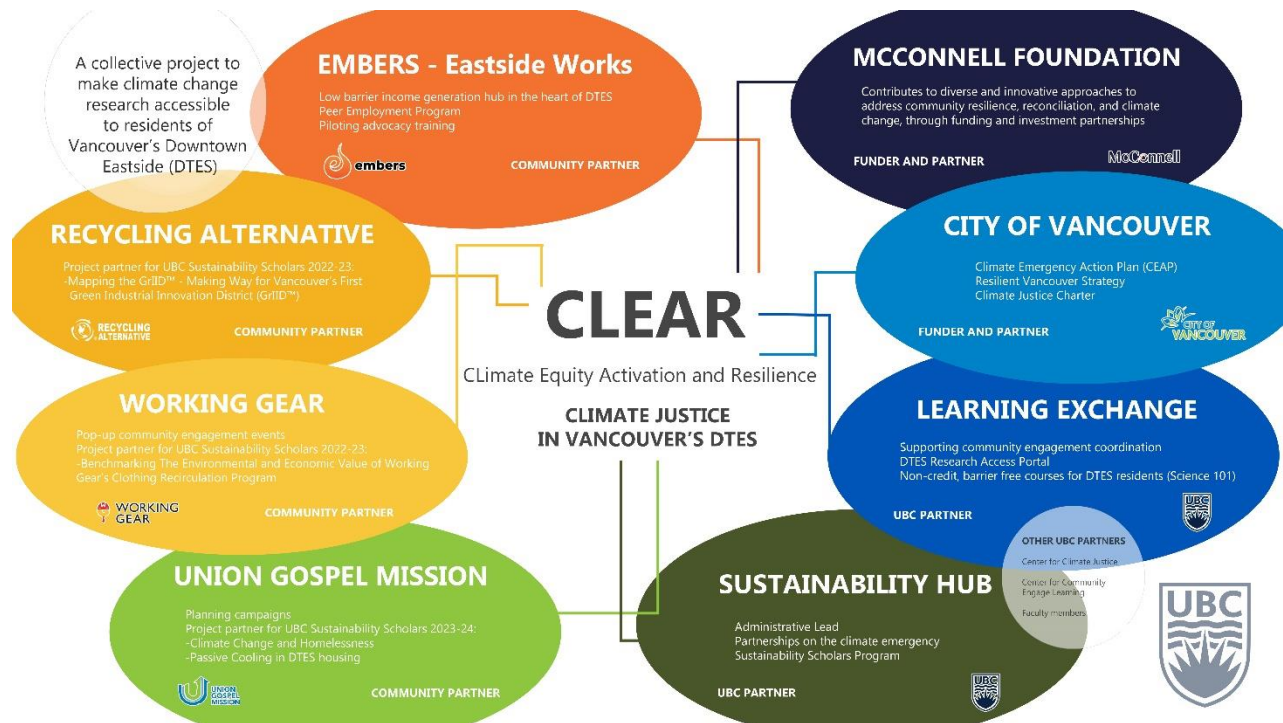 A collective project to
make climate change
research accessible
to residents of
Vancouver's Downtown
Eastside (DTES)
EMBERS - Eastside Works
Low barrier income generation hub in the heart of DTES
Peer Employment Program
Piloting advocacy training
embers
COMMUNITY PARTNER
MCCONNELL FOUNDATION
Contributes to diverse and innovative approaches to
address community resilience, reconciliation, and climate
change, through funding and investment partnerships
FUNDER AND PARTNER
McConnell
RECYCLING ALTERNATIVE
Project partner for UBC Sustainability Scholars 2022-23:
-Mapping the GrIID™ - Making Way for Vancouver's First
Green Industrial Innovation District (GrIID™)
RECYCLING
ALTERNATIVE
COMMUNITY PARTNER
CITY OF VANCOUVER
Climate Emergency Action Plan (CEAP)
Resilient Vancouver Strategy
Climate Justice Charter
FUNDER AND PARTNER
CITY OF
VANCOUVER
CLEAR
CLimate Equity Activation and Resilience
CLIMATE JUSTICE
IN VANCOUVER'S DTES
WORKING GEAR
Pop-up community engagement events
Project partner for UBC Sustainability Scholars 2022-23:
-Benchmarking The Environmental and Economic Value of Working
Gear's Clothing Recirculation Program
WORKING
GEAR
COMMUNITY PARTNER
LEARNING EXCHANGE
Supporting community engagement coordination
DTES Research Access Portal
Non-credit, barrier free courses for DTES residents (Science 101)
UBC PARTNER
UBC
OTHER UBC PARTNERS
Center for Climate Justice
Center for Community
Engage Learning
Faculty members
UNION GOSPEL MISSION
Planning campaigns
Project partner for UBC Sustainability Scholars 2023-24:
-Climate Change and Homelessness
-Passive Cooling in DTES housing
UNION
GOSPEL
MISSION
COMMUNITY PARTNER
SUSTAINABILITY HUB
Administrative Lead
Partnerships on the climate emergency
Sustainability Scholars Program
UBC PARTNER
UBC
UBC